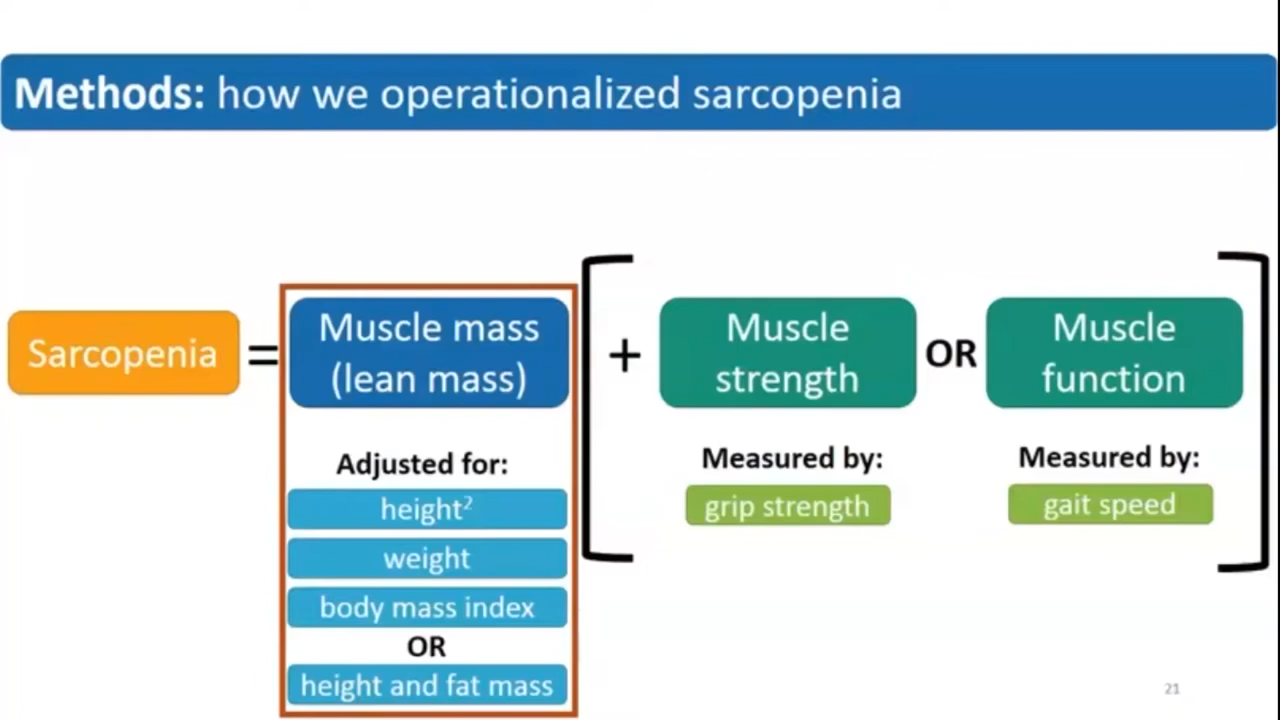 Methods: how we operationalized sarcopenia
Sarcopenia
=
Muscle mass
(lean mass)
Adjusted for:
height²
weight
body mass index
OR
height and fat mass
[
+
Muscle
strength
Measured by:
grip strength
OR
Muscle
function
Measured by:
gait speed
]
21